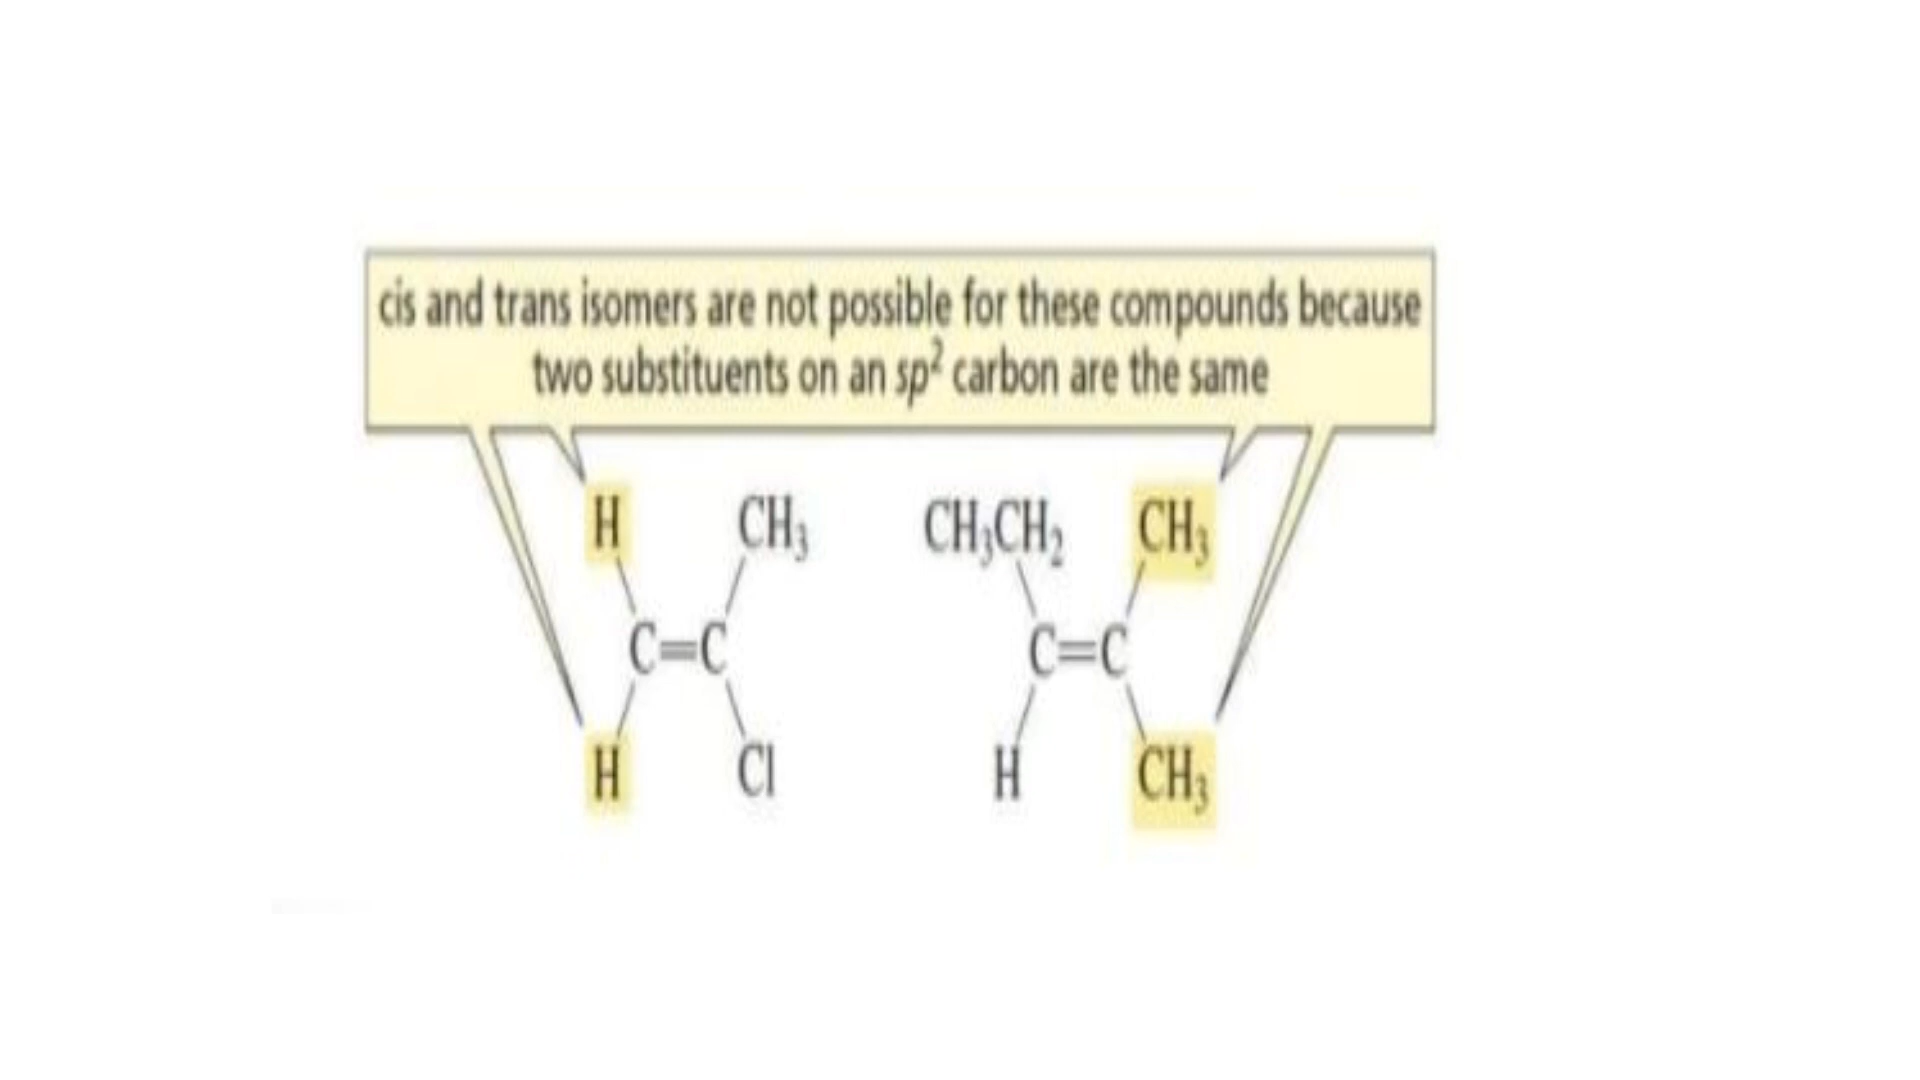 cis and trans isomers are not possible for these compounds because
two substituents on an sp² carbon are the same
H CH₃ CH₃CH₂ CH₃
C=C C=C
H Cl H CH₃